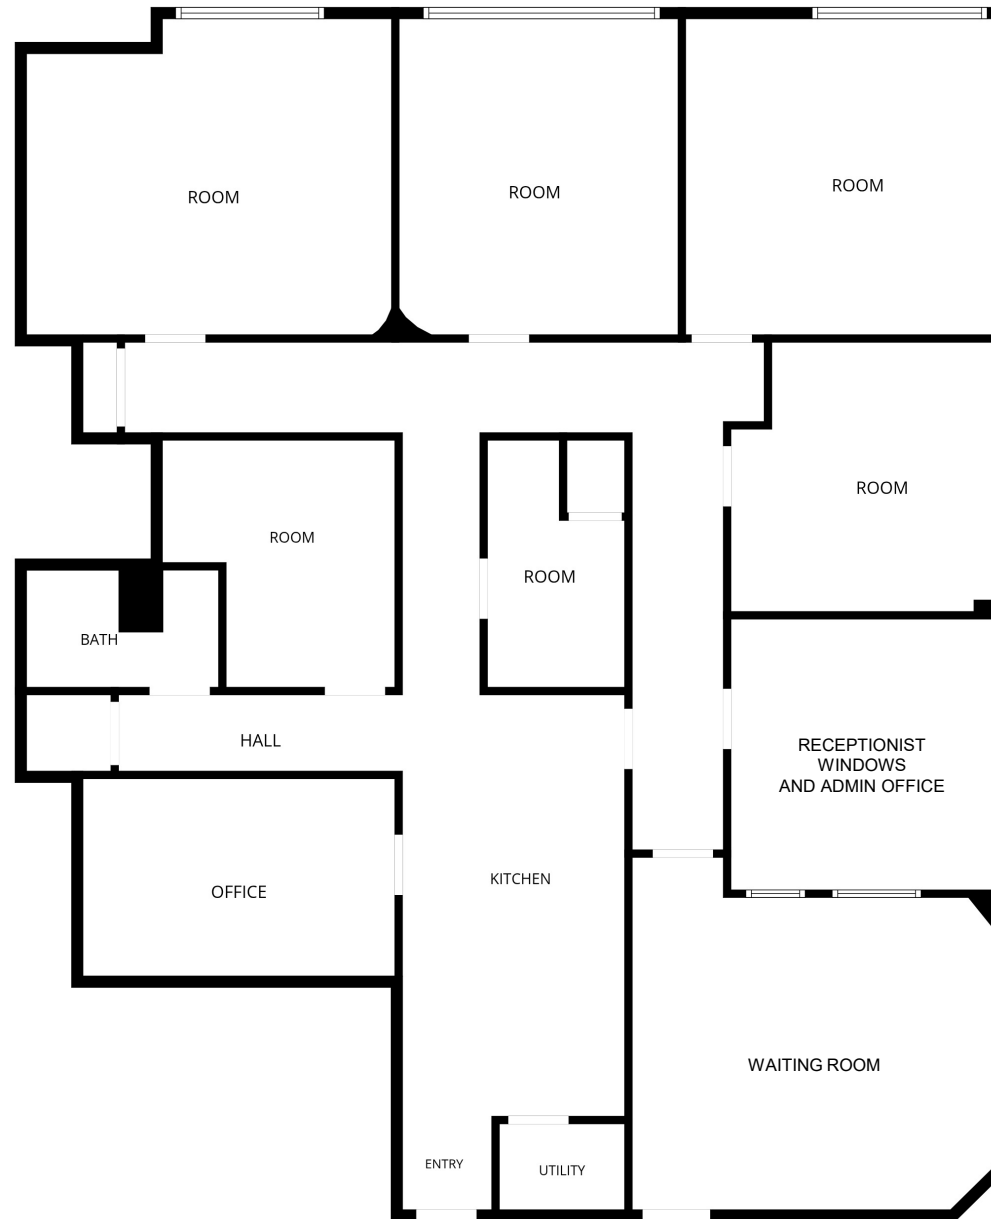 ROOM
ROOM
ROOM
ROOM
ROOM
ROOM
BATH
HALL
RECEPTIONIST
WINDOWS
AND ADMIN OFFICE
OFFICE
KITCHEN
WAITING ROOM
ENTRY
UTILITY